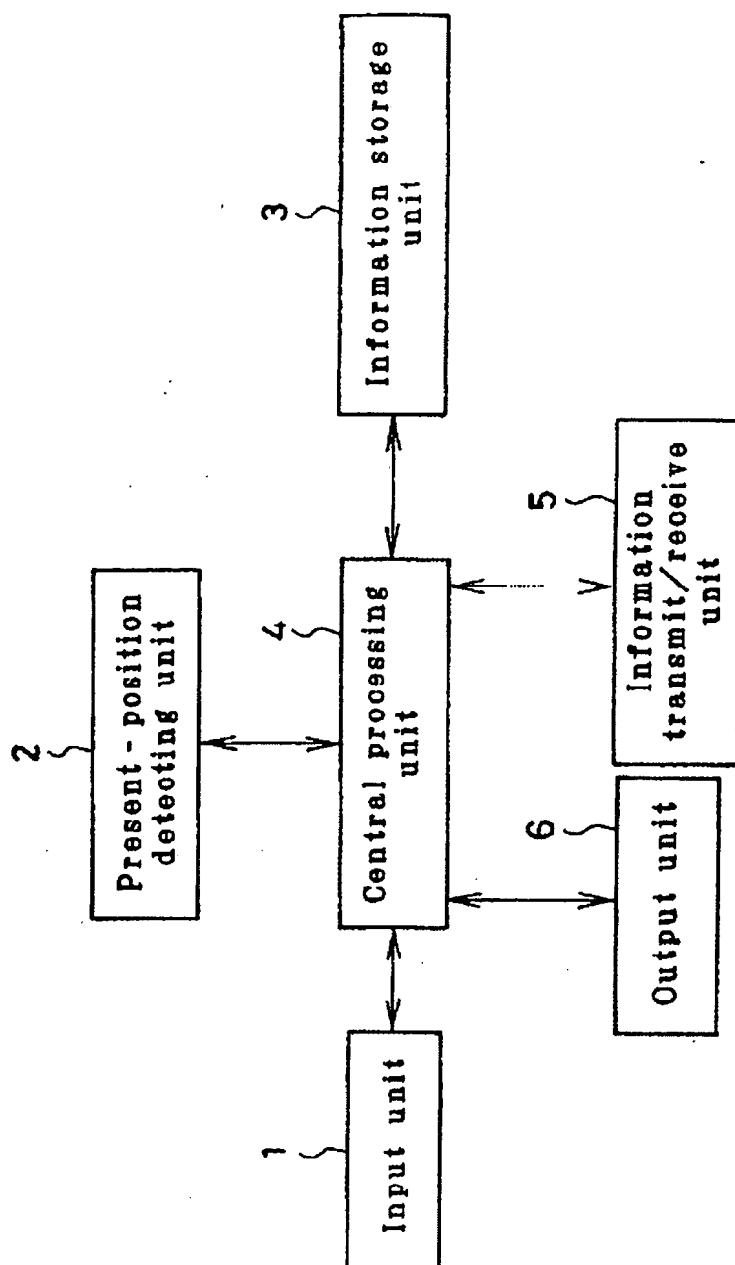 1
Input unit
2
Present-position
detecting unit
3
Information storage
unit
4
Central processing
unit
5
Information
transmit/receive
unit
6
Output unit